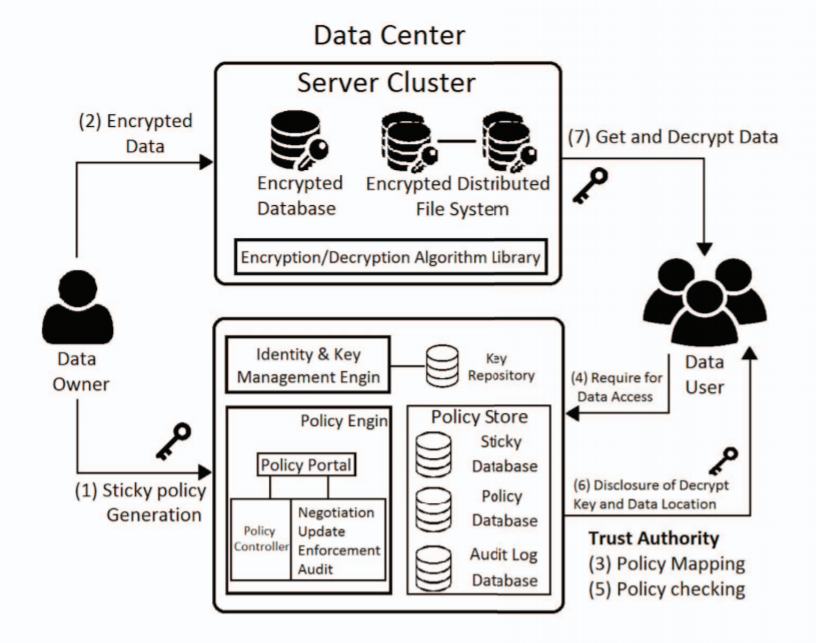 Data Center
Server Cluster
(2) Encrypted
Data
Encrypted
Database
Encrypted Distributed
File System
Encryption/Decryption Algorithm Library
(7) Get and Decrypt Data
Data
Owner
Data
User
(1) Sticky policy
Generation
Identity & Key
Management Engin
Key
Repository
Policy Engin
Policy Portal
Policy
Controller
Negotiation
Update
Enforcement
Audit
Policy Store
Sticky
Database
Policy
Database
Audit Log
Database
(4) Require for
Data Access
(6) Disclosure of Decrypt
Key and Data Location
Trust Authority
(3) Policy Mapping
(5) Policy checking